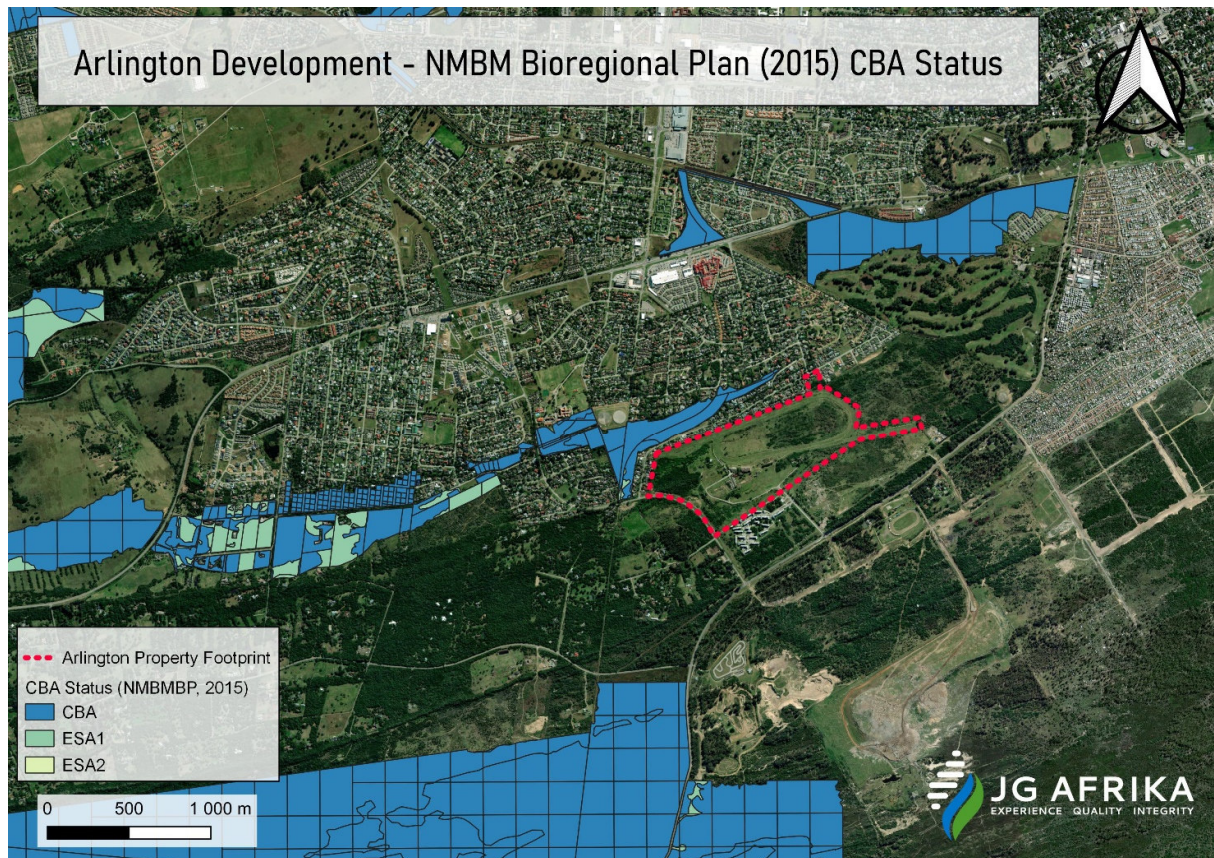 Arlington Development - NMBM Bioregional Plan (2015) CBA Status
Arlington Property Footprint
CBA Status (NMBMBP, 2015)
CBA
ESA1
ESA2
0 500 1 000 m
JG AFRIKA
EXPERIENCE QUALITY INTEGRITY